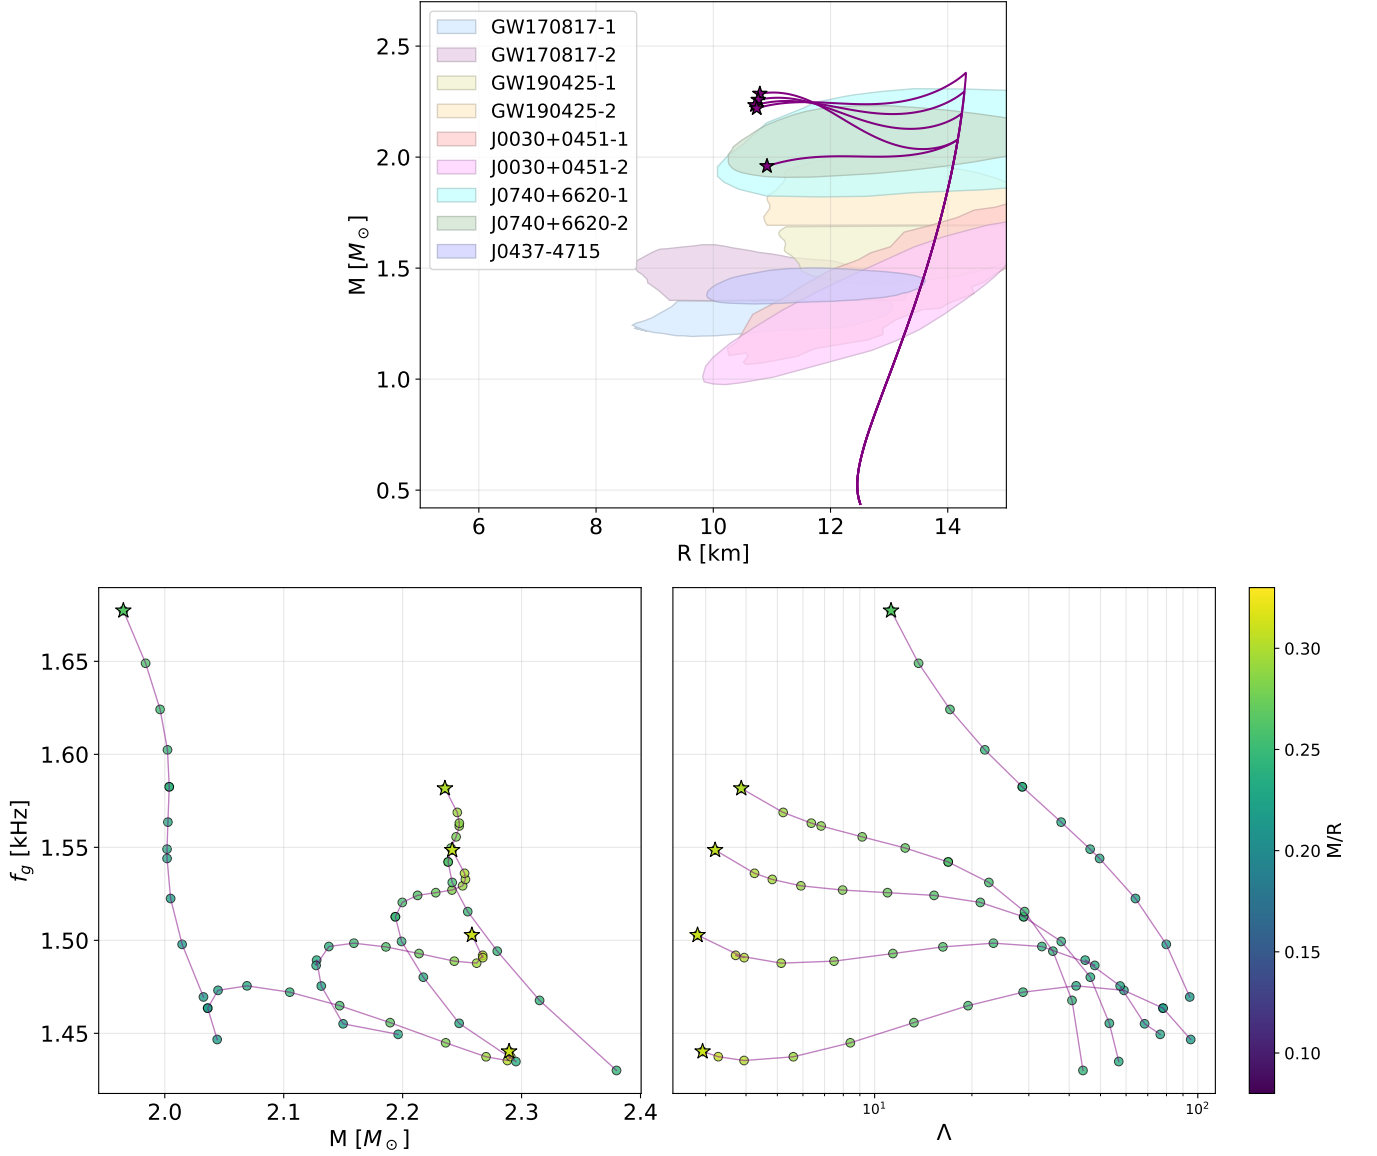 GW170817-1
GW170817-2
GW190425-1
GW190425-2
J0030+0451-1
J0030+0451-2
J0740+6620-1
J0740+6620-2
J0437-4715
2.5
2.0
1.5
1.0
0.5
M [M⊙]
6 8 10 12 14
R [km]
1.65
1.60
1.55
1.50
1.45
fg [kHz]
2.0 2.1 2.2 2.3 2.4
M [M⊙]
10¹ 10²
Λ
0.30
0.25
0.20
0.15
0.10
M/R